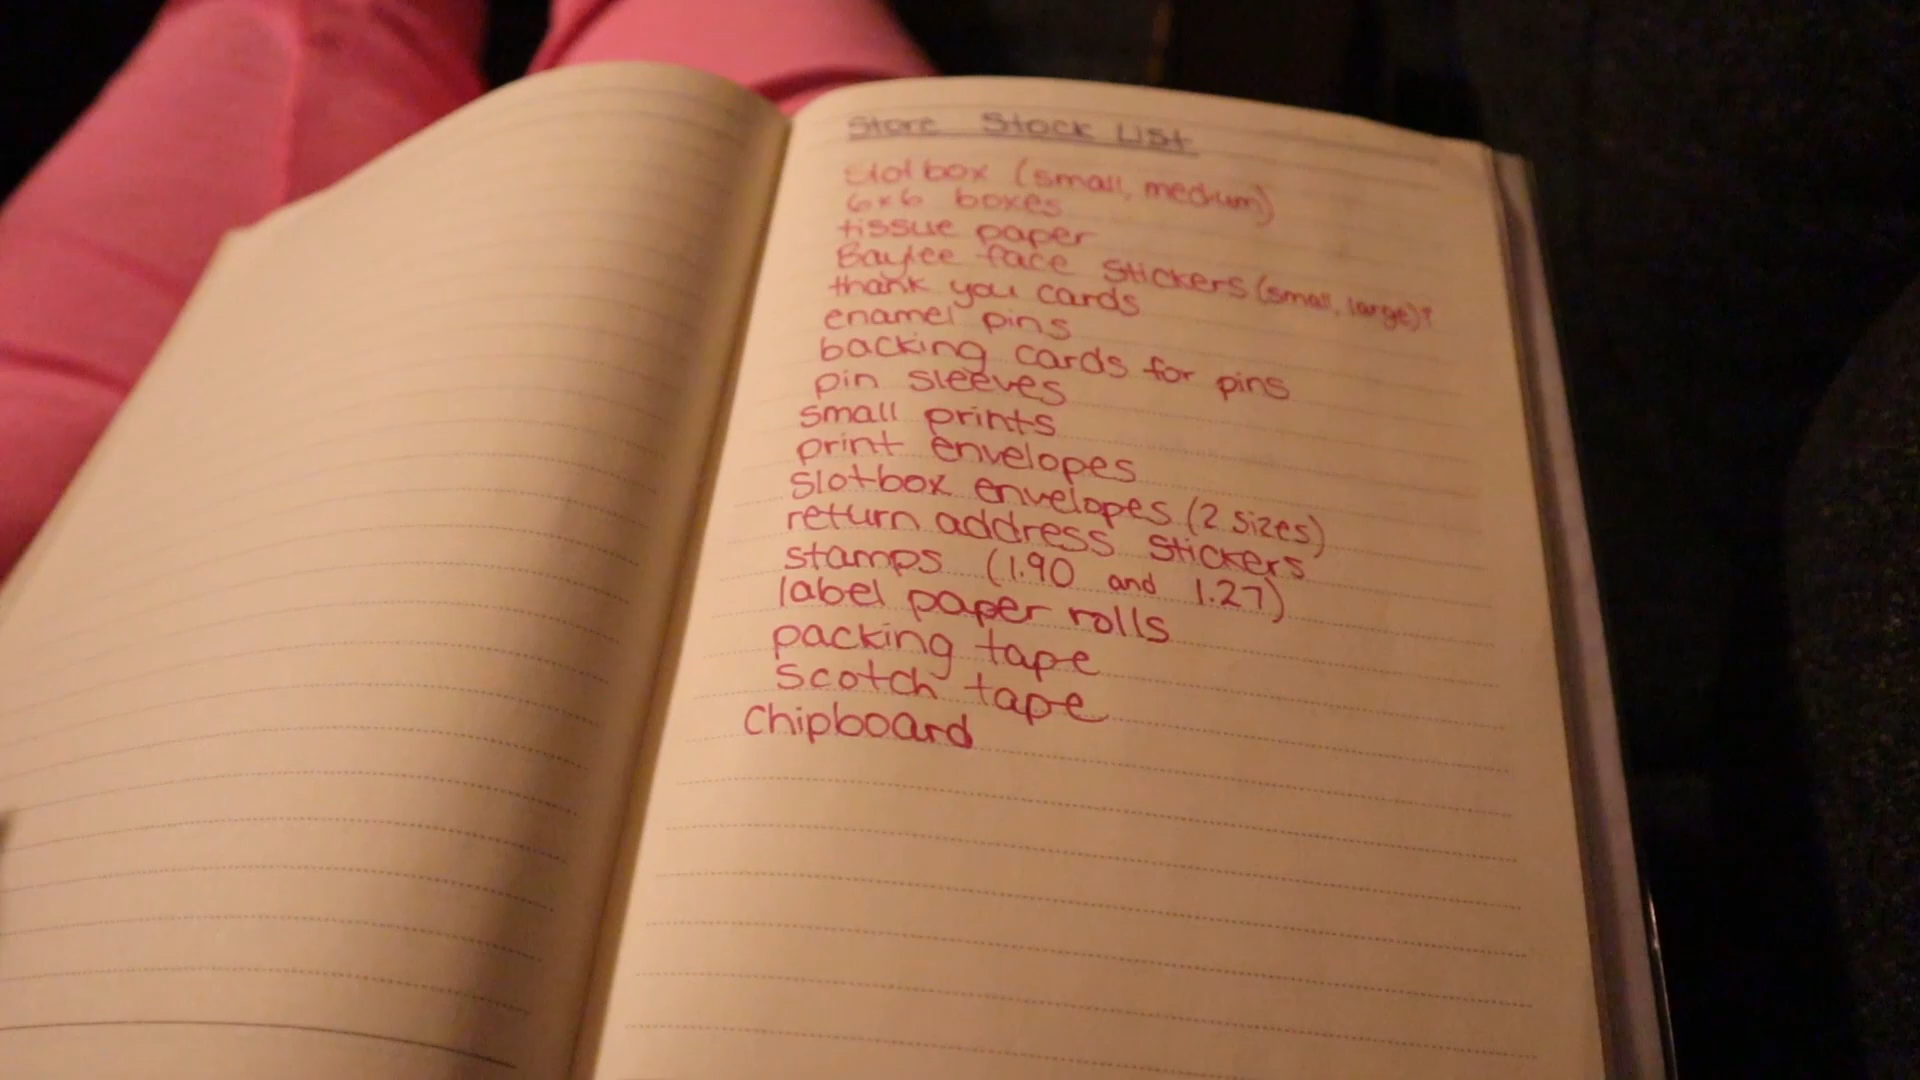 Store Stock List
Slotbox (small, medium)
6x6 boxes
tissue paper
Baylee face stickers (small, large)?
thank you cards
enamel pins
backing cards for pins
pin sleeves
small prints
print envelopes
slotbox envelopes (2 sizes)
return address stickers
stamps (1.90 and 1.27)
label paper rolls
packing tape
scotch tape
Chipboard